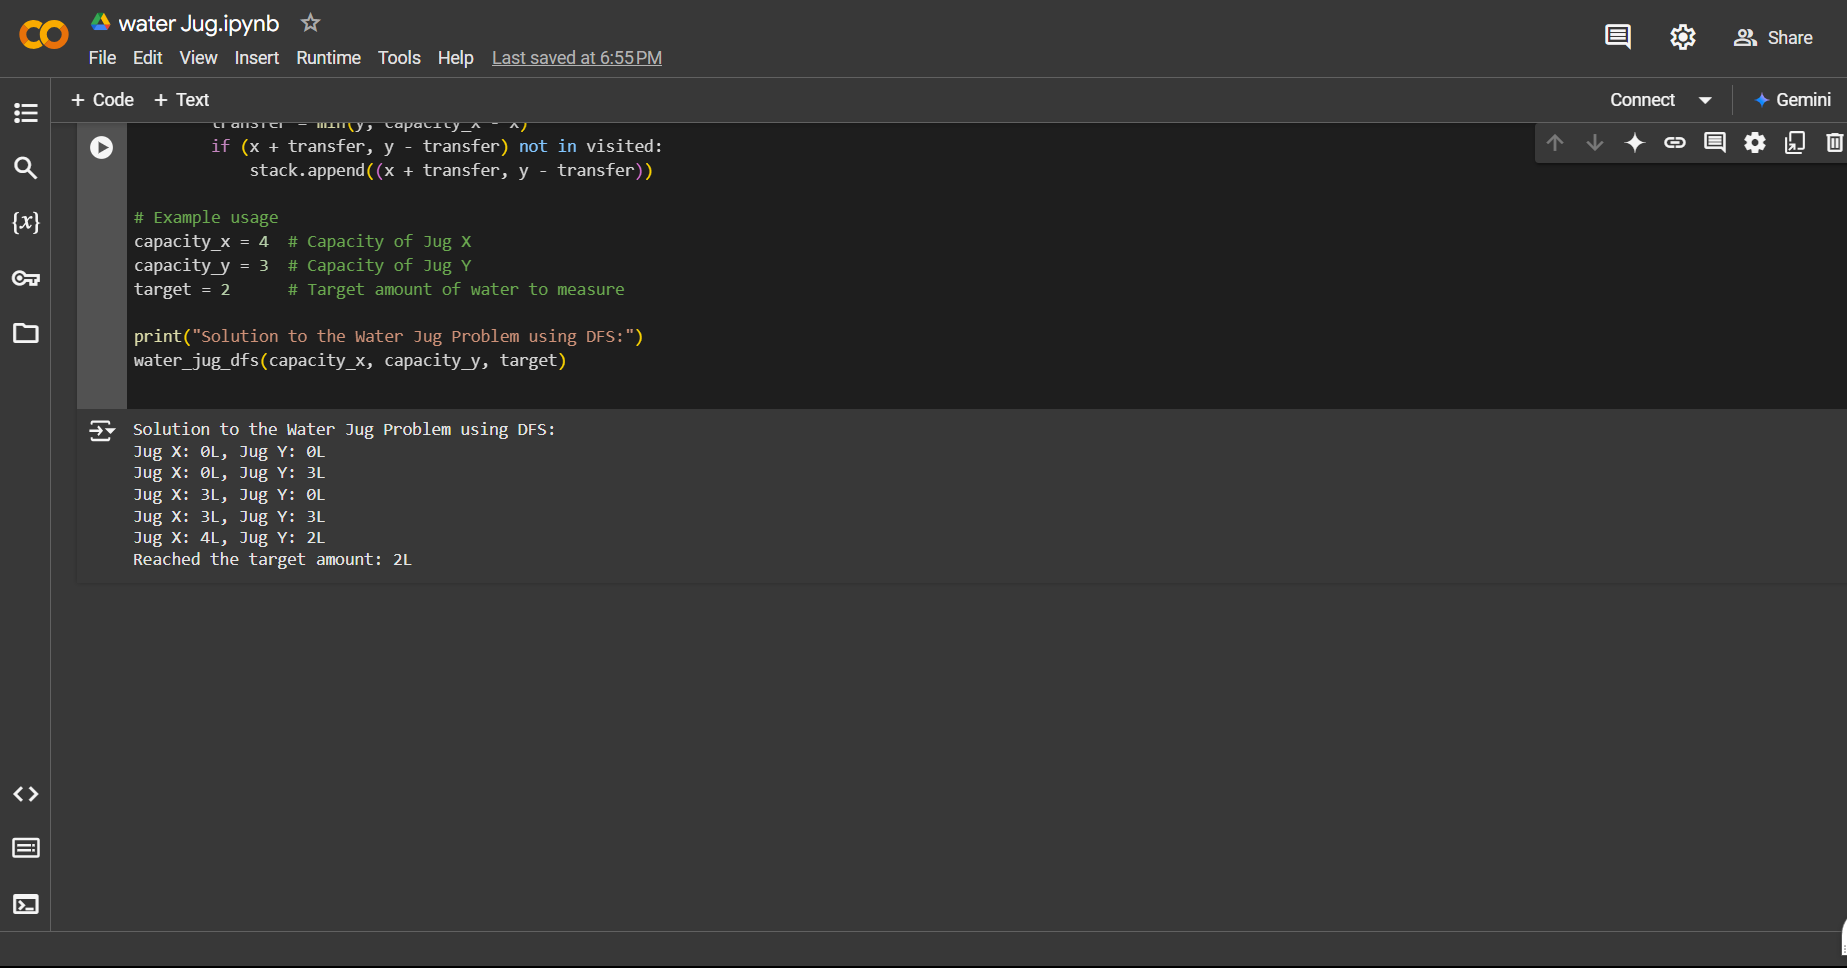 water Jug.ipynb
File Edit View Insert Runtime Tools Help Last saved at 6:55 PM
Share
+ Code + Text
Connect
Gemini
transfer = min(y, capacity_x - x)
if (x + transfer, y - transfer) not in visited:
stack.append((x + transfer, y - transfer))
# Example usage
capacity_x = 4 # Capacity of Jug X
capacity_y = 3 # Capacity of Jug Y
target = 2 # Target amount of water to measure
print("Solution to the Water Jug Problem using DFS:")
water_jug_dfs(capacity_x, capacity_y, target)
Solution to the Water Jug Problem using DFS:
Jug X: 0L, Jug Y: 0L
Jug X: 0L, Jug Y: 3L
Jug X: 3L, Jug Y: 0L
Jug X: 3L, Jug Y: 3L
Jug X: 4L, Jug Y: 2L
Reached the target amount: 2L